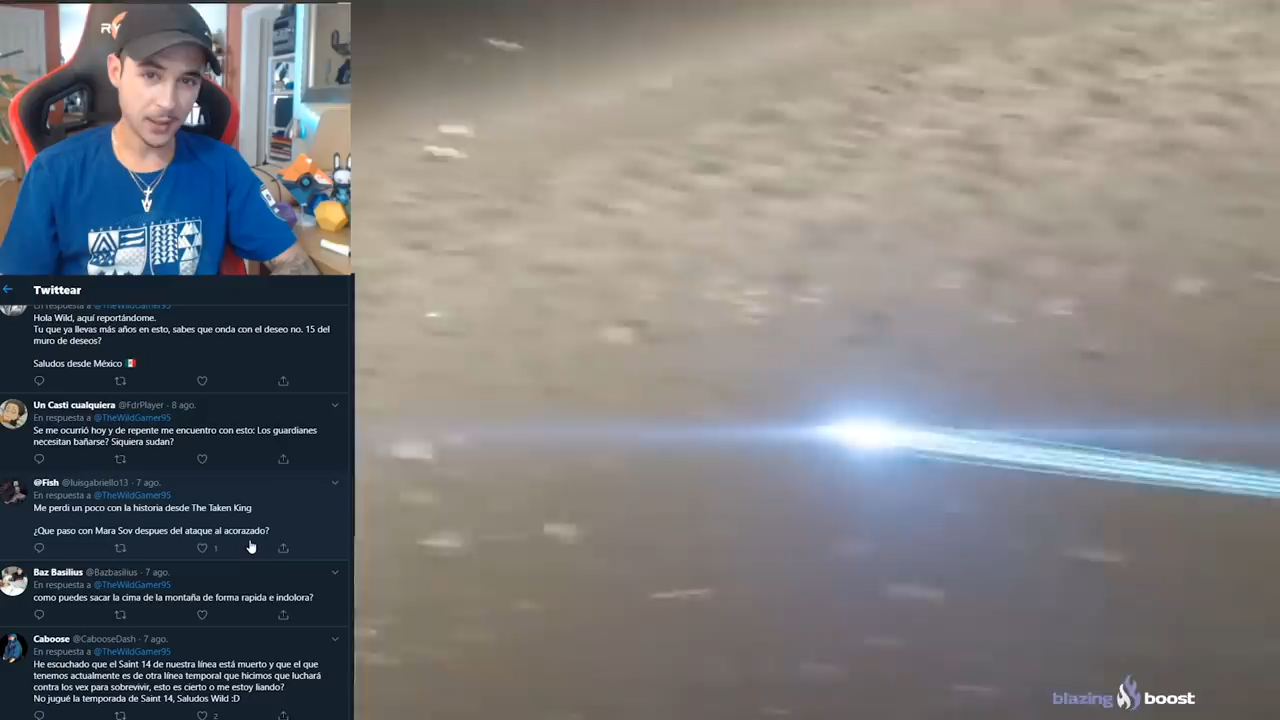 RY
Twittear
En respuesta a @TheWildGamer95
Hola Wild, aquí reportándome.
Tu que ya llevas más años en esto, sabes que onda con el deseo no. 15 del
muro de deseos?
Saludos desde México 🇲🇽
Un Casti cualquiera @FdrPlayer · 8 ago.
En respuesta a @TheWildGamer95
Se me ocurrió hoy y de repente me encuentro con esto: Los guardianes
necesitan bañarse? Siquiera sudan?
@Fish @luisgabriello13 · 7 ago.
En respuesta a @TheWildGamer95
Me perdi un poco con la historia desde The Taken King
¿Que paso con Mara Sov despues del ataque al acorazado?
1
Baz Basilius @Bazbasilius · 7 ago.
En respuesta a @TheWildGamer95
como puedes sacar la cima de la montaña de forma rapida e indolora?
Caboose @CabooseDash · 7 ago.
En respuesta a @TheWildGamer95
He escuchado que el Saint 14 de nuestra línea está muerto y que el que
tenemos actualmente es de otra línea temporal que hicimos que luchará
contra los vex para sobrevivir, esto es cierto o me estoy liando?
No jugué la temporada de Saint 14, Saludos Wild :D
2
blazing boost